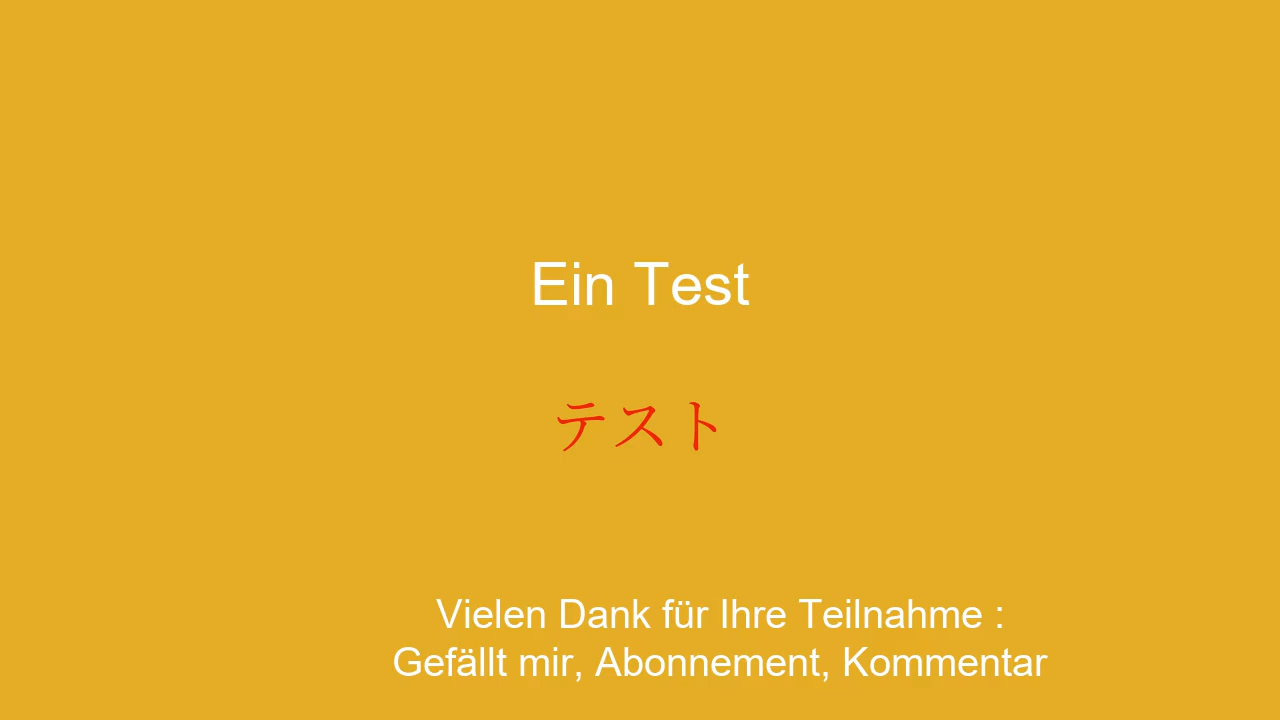 Ein Test
テスト
Vielen Dank für Ihre Teilnahme :
Gefällt mir, Abonnement, Kommentar